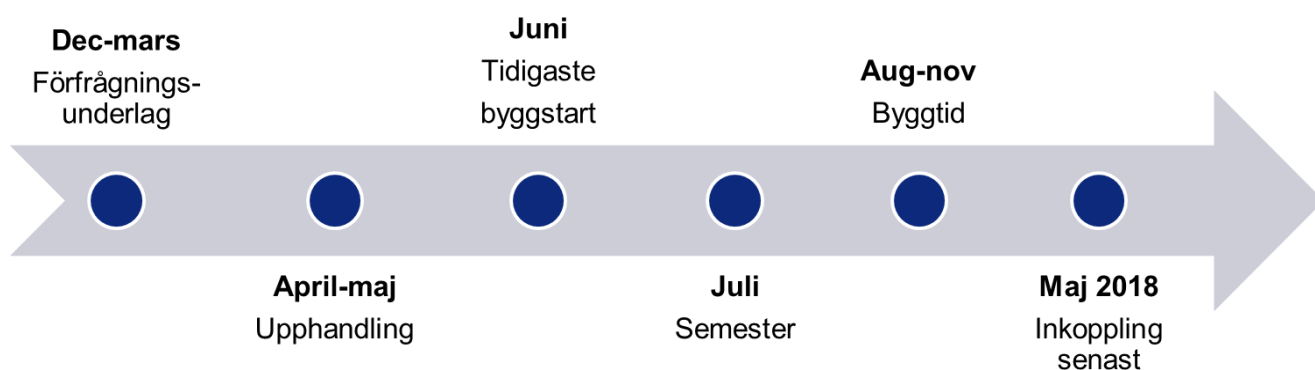 Dec-mars
Förfrågnings-
underlag
April-maj
Upphandling
Juni
Tidigaste
byggstart
Juli
Semester
Aug-nov
Byggtid
Maj 2018
Inkoppling
senast